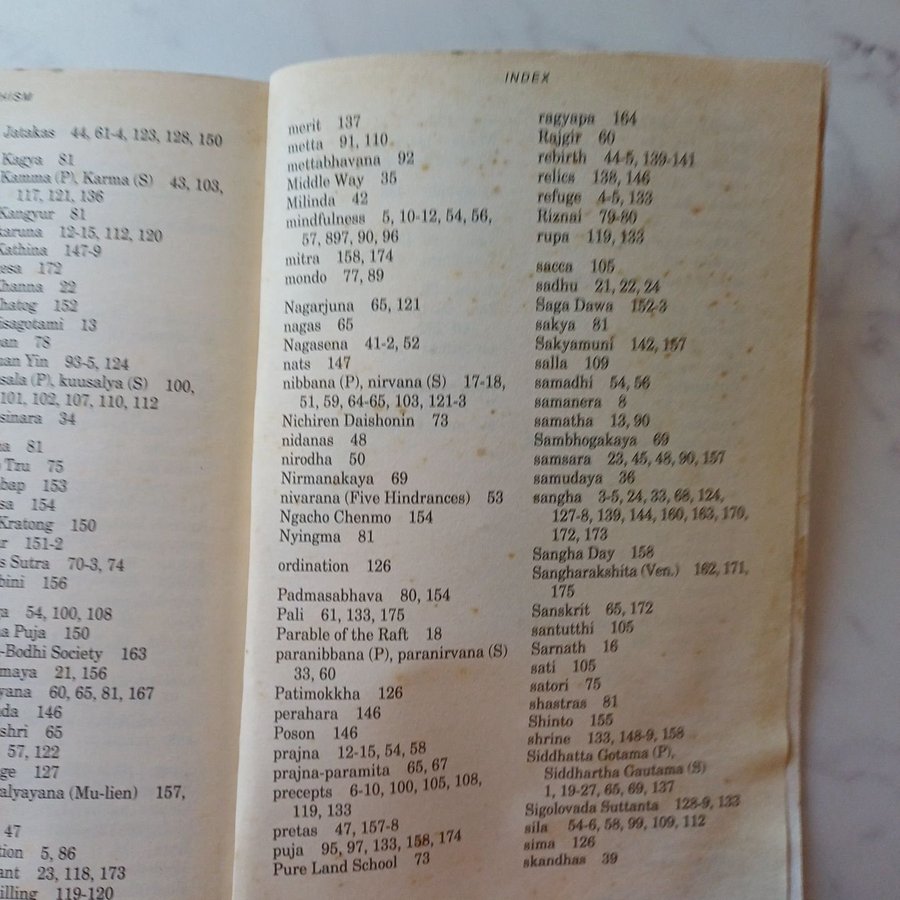 HISM
Jatakas 44, 61-4, 123, 128, 150
Kagya 81
Kamma (P), Karma (S) 43, 103,
117, 121, 136
Kangyur 81
karuna 12-15, 112, 120
Kathina 147-9
esa 172
hanna 22
hatog 152
isagotami 13
an 78
uan Yin 93-5, 124
sala (P), kuusalya (S) 100,
101, 102, 107, 110, 112
sinara 34
a 81
Tzu 75
bap 153
sa 154
Kratong 150
r 151-2
s Sutra 70-3, 74
bini 156
ga 54, 100, 108
a Puja 150
-Bodhi Society 163
maya 21, 156
yana 60, 65, 81, 167
da 146
shri 65
57, 122
ge 127
alyayana (Mu-lien) 157,
47
tion 5, 86
ant 23, 118, 173
illing 119-120
INDEX
merit 137
metta 91, 110
mettabhavana 92
Middle Way 35
Milinda 42
mindfulness 5, 10-12, 54, 56,
57, 897, 90, 96
mitra 158, 174
mondo 77, 89
Nagarjuna 65, 121
nagas 65
Nagasena 41-2, 52
nats 147
nibbana (P), nirvana (S) 17-18,
51, 59, 64-65, 103, 121-3
Nichiren Daishonin 73
nidanas 48
nirodha 50
Nirmanakaya 69
nivarana (Five Hindrances) 53
Ngacho Chenmo 154
Nyingma 81
ordination 126
Padmasabhava 80, 154
Pali 61, 133, 175
Parable of the Raft 18
paranibbana (P), paranirvana (S)
33, 60
Patimokkha 126
perahara 146
Poson 146
prajna 12-15, 54, 58
prajna-paramita 65, 67
precepts 6-10, 100, 105, 108,
119, 133
pretas 47, 157-8
puja 95, 97, 133, 158, 174
Pure Land School 73
ragyapa 164
Rajgir 60
rebirth 44-5, 139-141
relics 138, 146
refuge 4-5, 133
Riznai 79-80
rupa 119, 133
sacca 105
sadhu 21, 22, 24
Saga Dawa 152-3
sakya 81
Sakyamuni 142, 157
salla 109
samadhi 54, 56
samanera 8
samatha 13, 90
Sambhogakaya 69
samsara 23, 45, 48, 90, 157
samudaya 36
sangha 3-5, 24, 33, 68, 124,
127-8, 139, 144, 160, 163, 170,
172, 173
Sangha Day 158
Sangharakshita (Ven.) 162, 171,
175
Sanskrit 65, 172
santutthi 105
Sarnath 16
sati 105
satori 75
shastras 81
Shinto 155
shrine 133, 148-9, 158
Siddhatta Gotama (P),
Siddhartha Gautama (S)
1, 19-27, 65, 69, 137
Sigolovada Suttanta 128-9, 133
sila 54-6, 58, 99, 109, 112
sima 126
skandhas 39